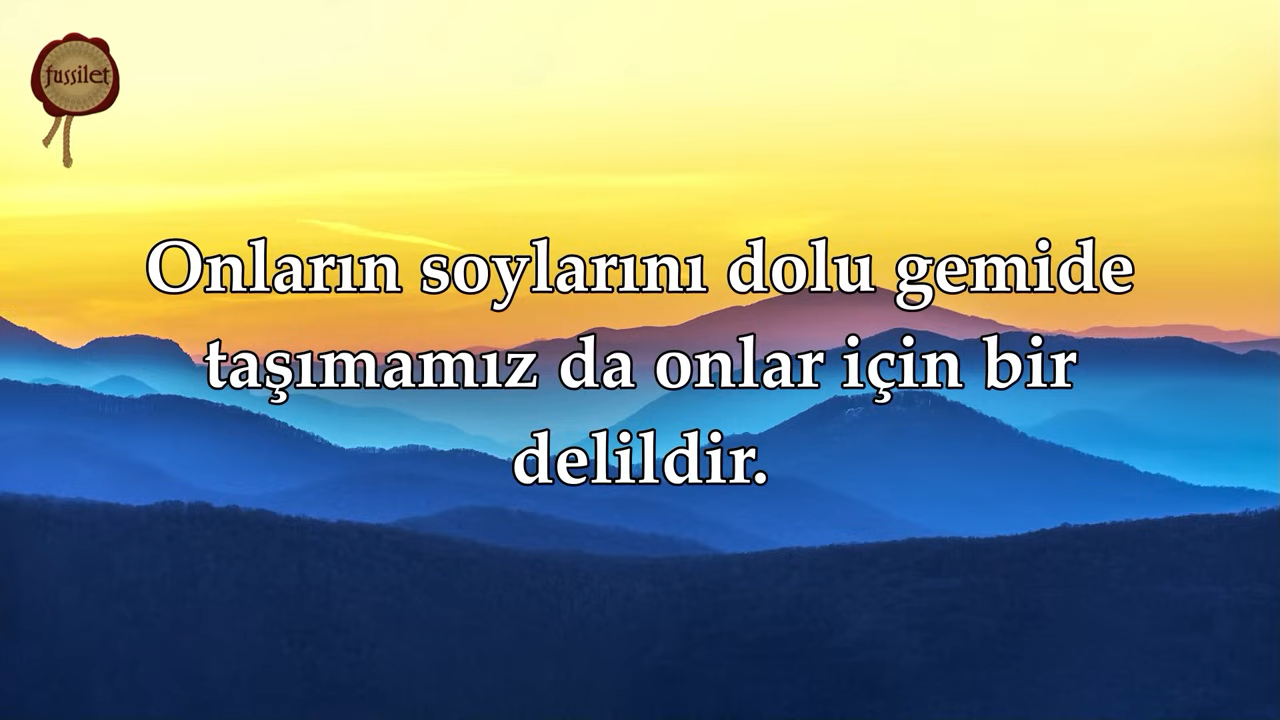 fussilet
Onların soylarını dolu gemide
taşımamız da onlar için bir
delildir.